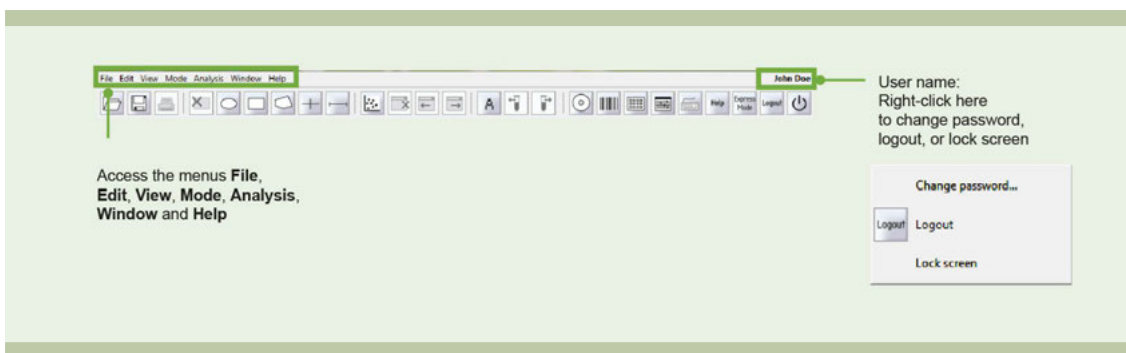 File Edit View Mode Analysis Window Help
John Doe
A
Help
Express Mode
Logout
User name:
Right-click here
to change password,
logout, or lock screen
Access the menus File,
Edit, View, Mode, Analysis,
Window and Help
Change password...
Logout
Logout
Lock screen